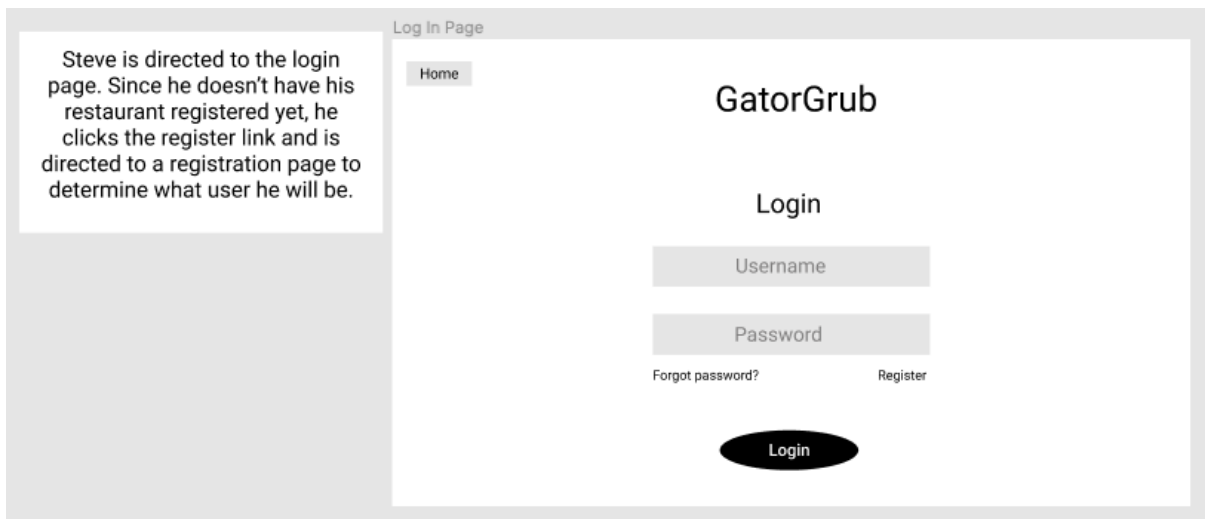 Log In Page
Steve is directed to the login
page. Since he doesn’t have his
restaurant registered yet, he
clicks the register link and is
directed to a registration page to
determine what user he will be.
Home
GatorGrub
Login
Username
Password
Forgot password?
Register
Login